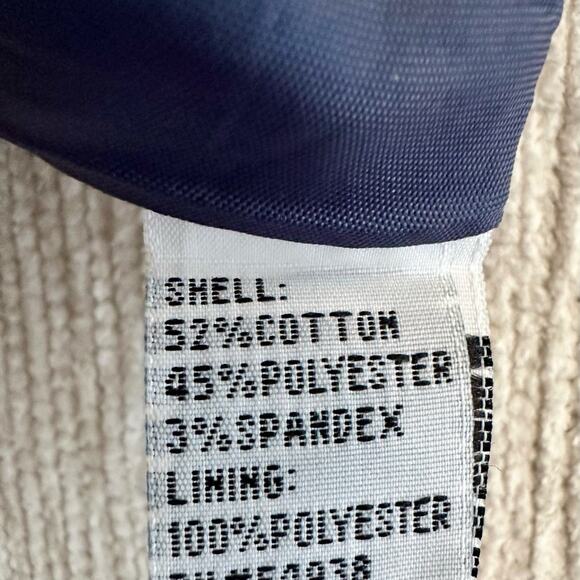 SHELL:
52%COTTON
45%POLYESTER
3%SPANDEX
LINING:
100%POLYESTER